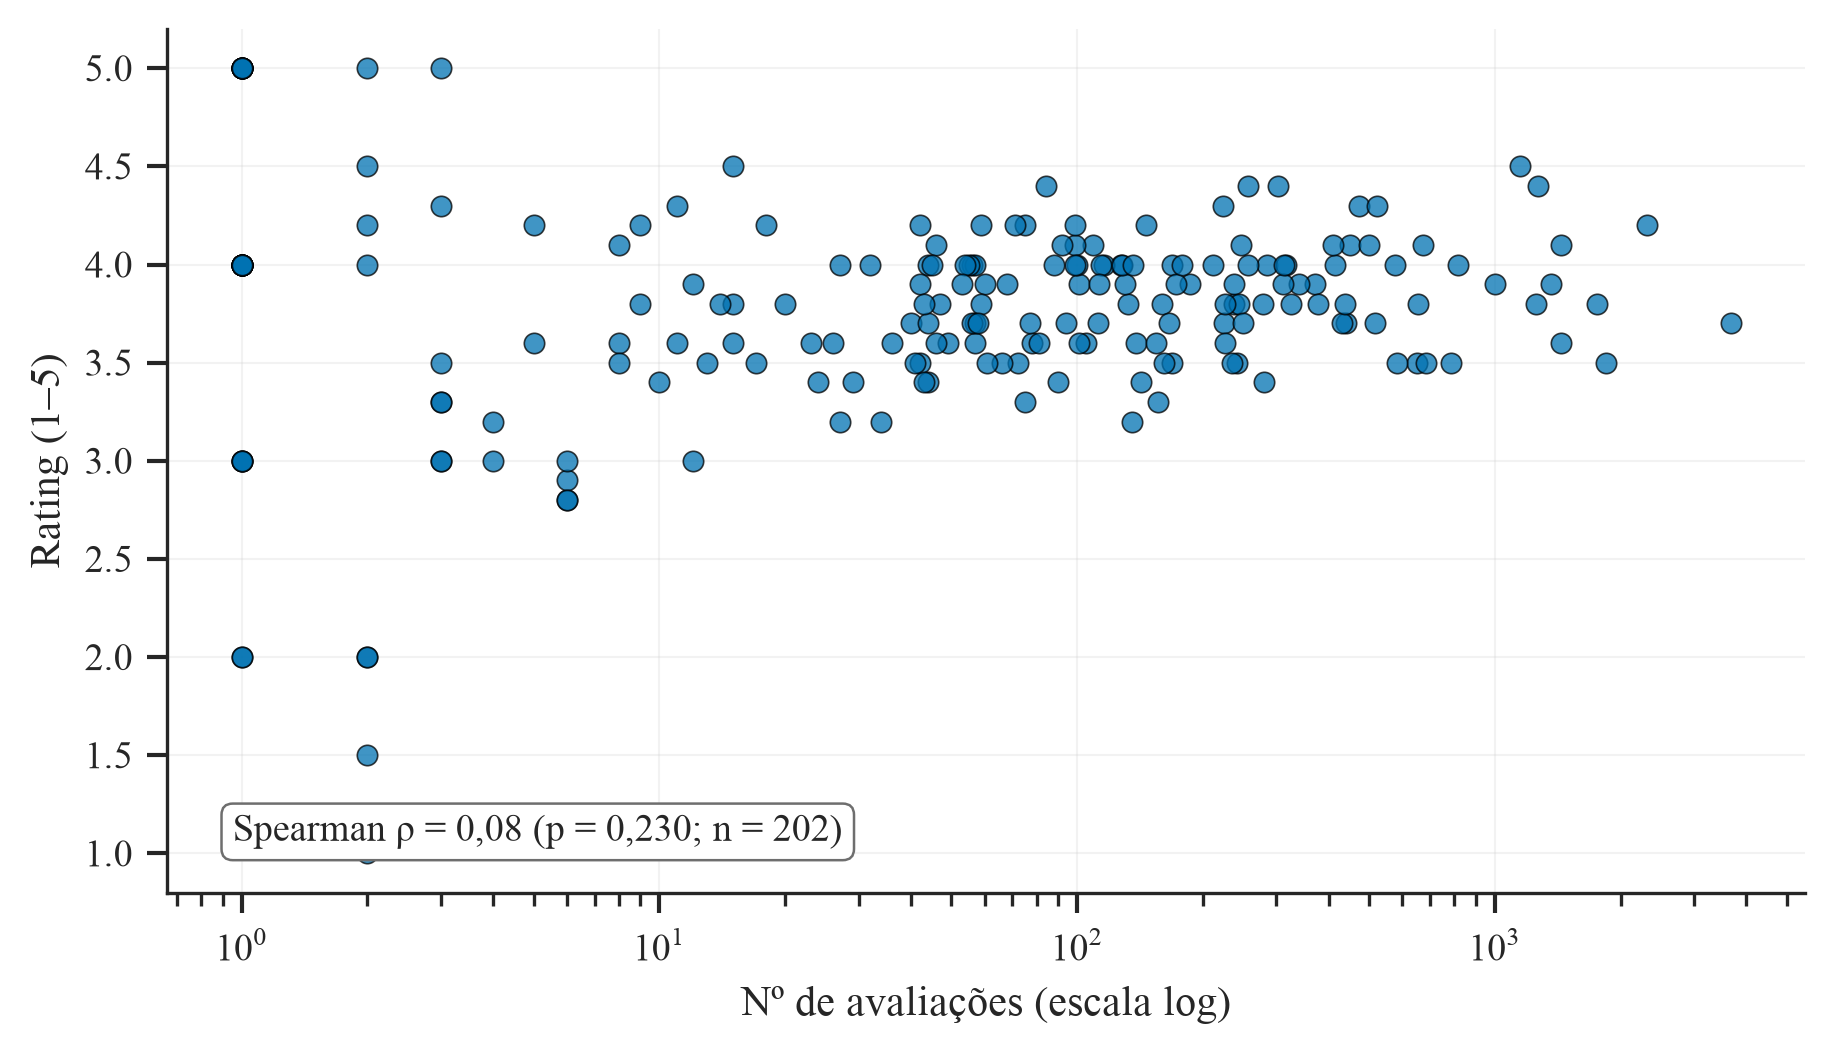 5.0
4.5
4.0
3.5
3.0
2.5
2.0
1.5
1.0
Rating (1–5)
Spearman ρ = 0,08 (p = 0,230; n = 202)
10⁰ 10¹ 10² 10³
Nº de avaliações (escala log)